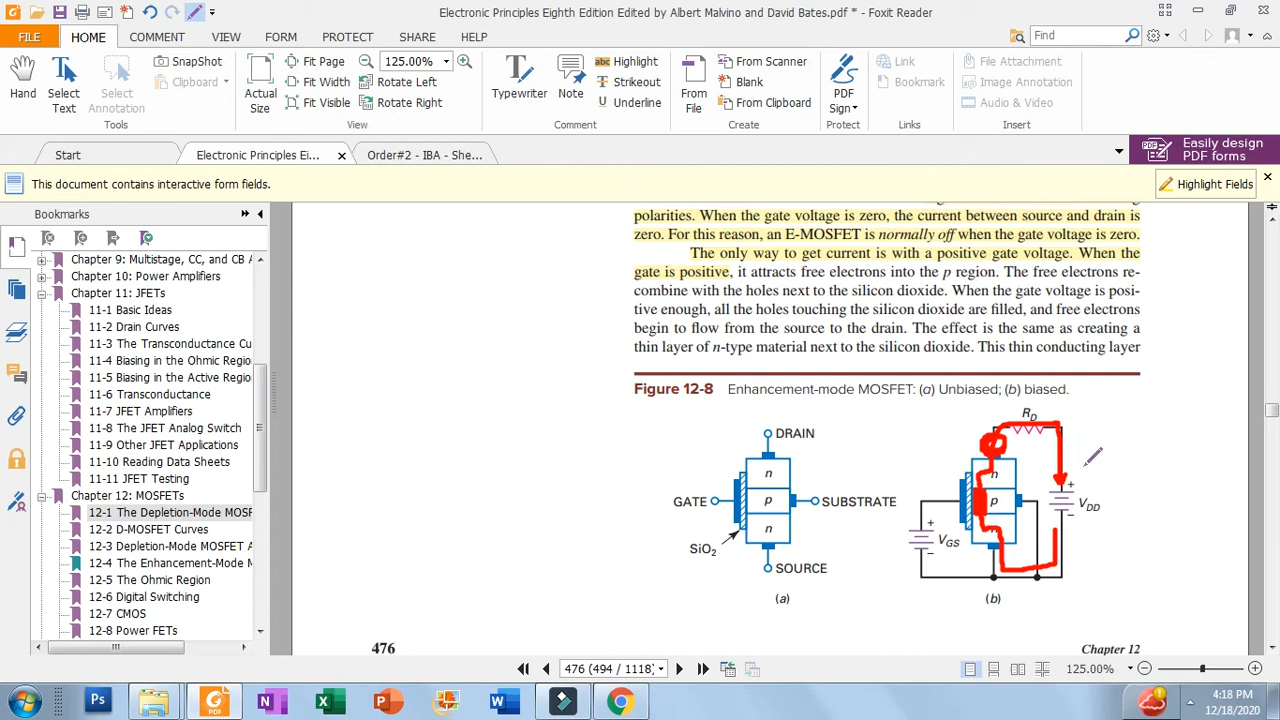 Electronic Principles Eighth Edition Edited by Albert Malvino and David Bates.pdf * - Foxit Reader
FILE HOME COMMENTS VIEW FORM PROTECT SHARE HELP Find
Hand
Select Text
Select Annotation
SnapShot
Clipboard
Tools
Actual Size
Fit Page
Fit Width
Fit Visible
125.00%
Rotate Left
Rotate Right
View
Typewriter
Note
Highlight
Strikeout
Underline
Comment
From File
From Scanner
Blank
From Clipboard
Create
PDF Sign
Protect
Link
Bookmark
Links
File Attachment
Image Annotation
Audio & Video
Insert
Start
Electronic Principles Ei...
Order#2 - IBA - She...
Easily design
PDF forms
This document contains interactive form fields.
Highlight Fields
Bookmarks
Chapter 9: Multistage, CC, and CB A
Chapter 10: Power Amplifiers
Chapter 11: JFETs
11-1 Basic Ideas
11-2 Drain Curves
11-3 The Transconductance Cu
11-4 Biasing in the Ohmic Regio
11-5 Biasing in the Active Regio
11-6 Transconductance
11-7 JFET Amplifiers
11-8 The JFET Analog Switch
11-9 Other JFET Applications
11-10 Reading Data Sheets
11-11 JFET Testing
Chapter 12: MOSFETs
12-1 The Depletion-Mode MOSF
12-2 D-MOSFET Curves
12-3 Depletion-Mode MOSFET A
12-4 The Enhancement-Mode M
12-5 The Ohmic Region
12-6 Digital Switching
12-7 CMOS
12-8 Power FETs
polarities. When the gate voltage is zero, the current between source and drain is
zero. For this reason, an E-MOSFET is normally off when the gate voltage is zero.
The only way to get current is with a positive gate voltage. When the
gate is positive, it attracts free electrons into the p region. The free electrons re-
combine with the holes next to the silicon dioxide. When the gate voltage is posi-
tive enough, all the holes touching the silicon dioxide are filled, and free electrons
begin to flow from the source to the drain. The effect is the same as creating a
thin layer of n-type material next to the silicon dioxide. This thin conducting layer
Figure 12-8 Enhancement-mode MOSFET: (a) Unbiased; (b) biased.
DRAIN
n
GATE
p
SUBSTRATE
n
SiO2
SOURCE
(a)
RD
n
p
n
+
VGS
–
+
VDD
–
(b)
476
Chapter 12
476 (494 / 1118)
125.00%
4:18 PM
12/18/2020